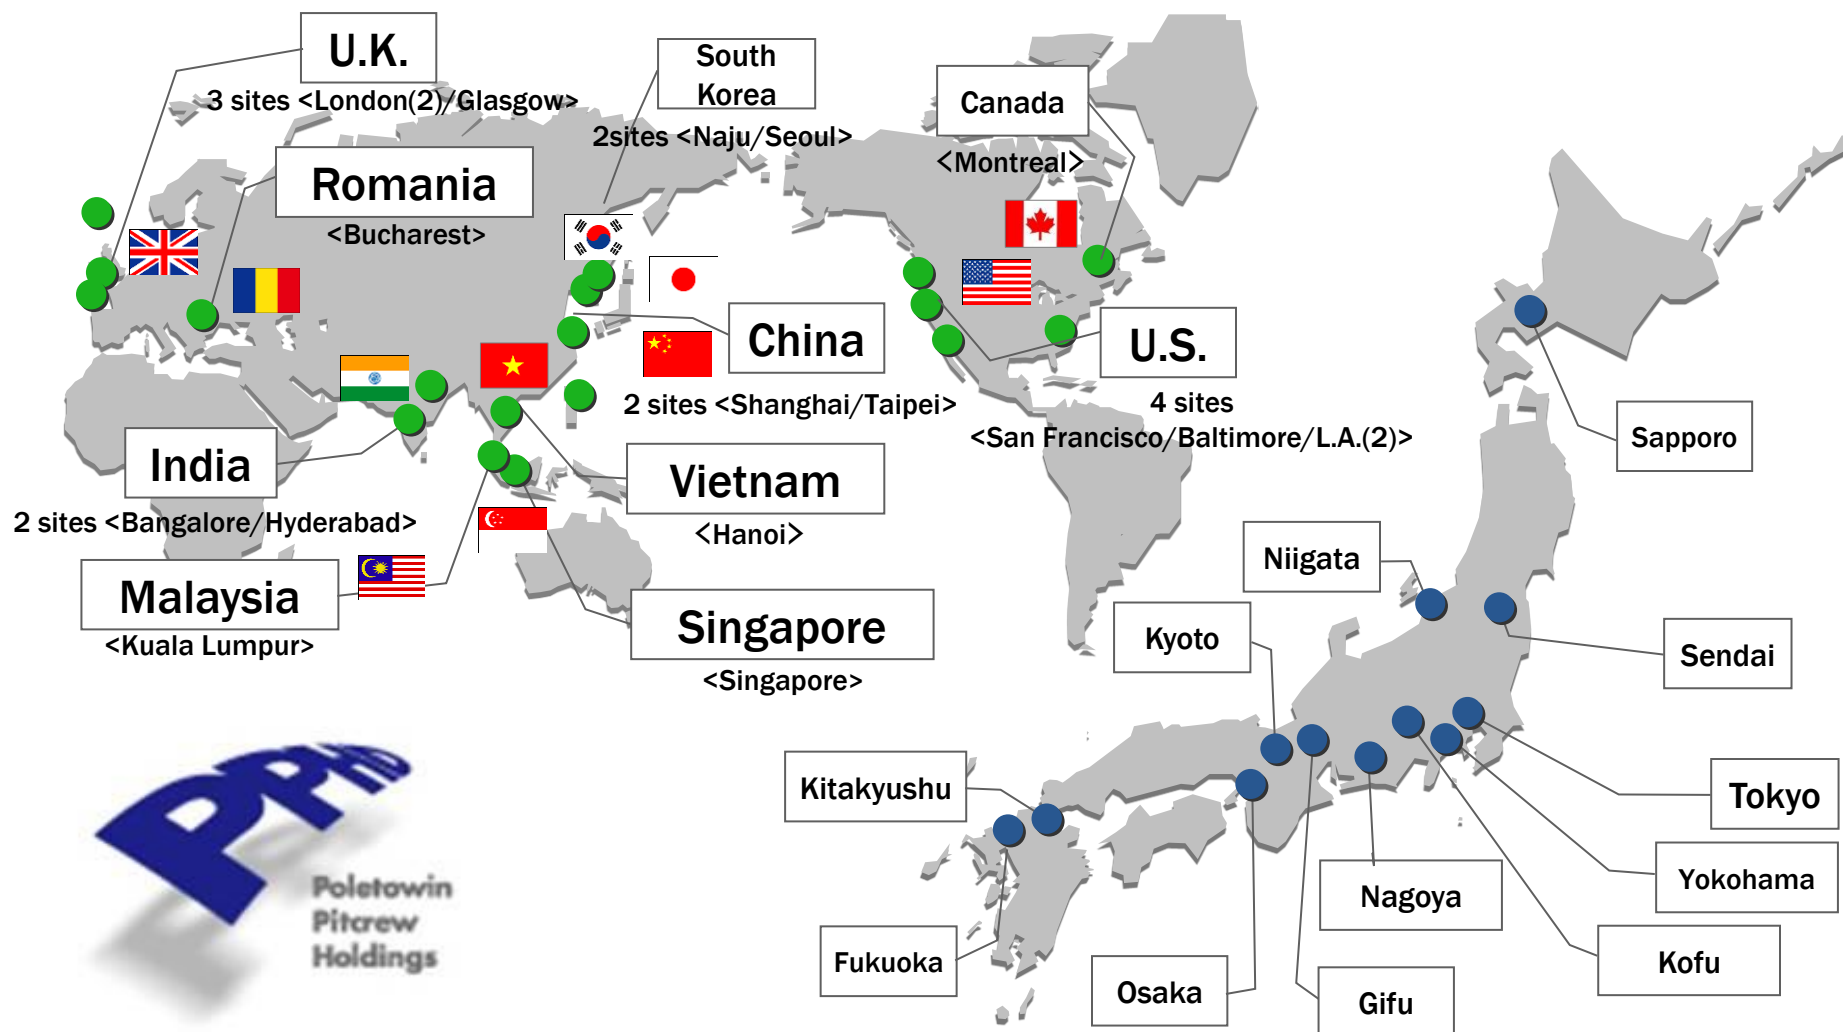 U.K.
3 sites <London(2)/Glasgow>
South
Korea
2sites <Naju/Seoul>
Canada
<Montreal>
Romania
<Bucharest>
China
2 sites <Shanghai/Taipei>
U.S.
4 sites
<San Francisco/Baltimore/L.A.(2)>
India
2 sites <Bangalore/Hyderabad>
Vietnam
<Hanoi>
Malaysia
<Kuala Lumpur>
Singapore
<Singapore>
Sapporo
Niigata
Kyoto
Sendai
Kitakyushu
Tokyo
Yokohama
Nagoya
Fukuoka
Kofu
Osaka
Gifu
PPHD
Poletowin
Pitcrew
Holdings